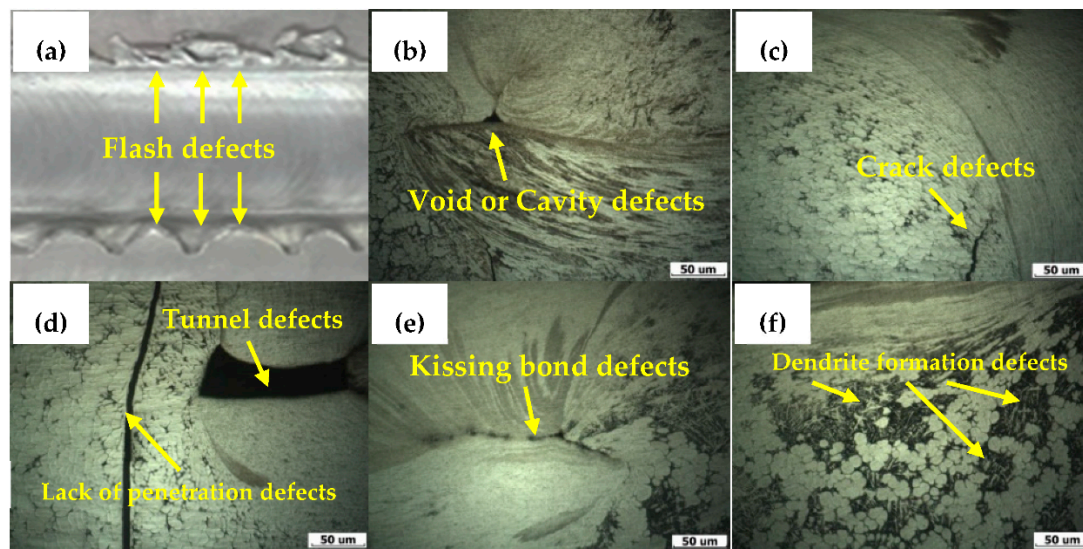 (a)
Flash defects
(b)
Void or Cavity defects
50 um
(c)
Crack defects
50 um
(d)
Tunnel defects
Lack of penetration defects
50 um
(e)
Kissing bond defects
50 um
(f)
Dendrite formation defects
50 um